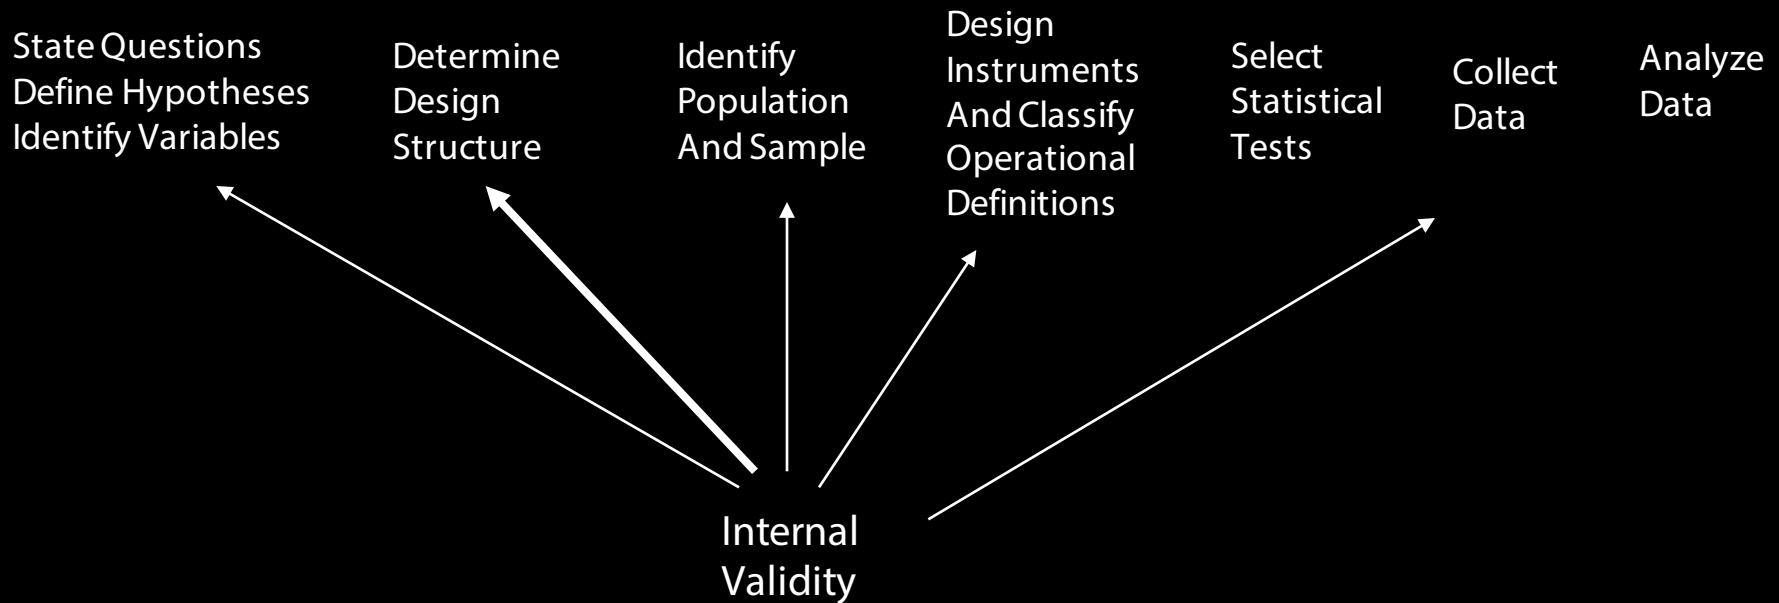 State Questions
Define Hypotheses
Identify Variables
Determine
Design
Structure
Identify
Population
And Sample
Design
Instruments
And Classify
Operational
Definitions
Select
Statistical
Tests
Collect
Data
Analyze
Data
Internal
Validity